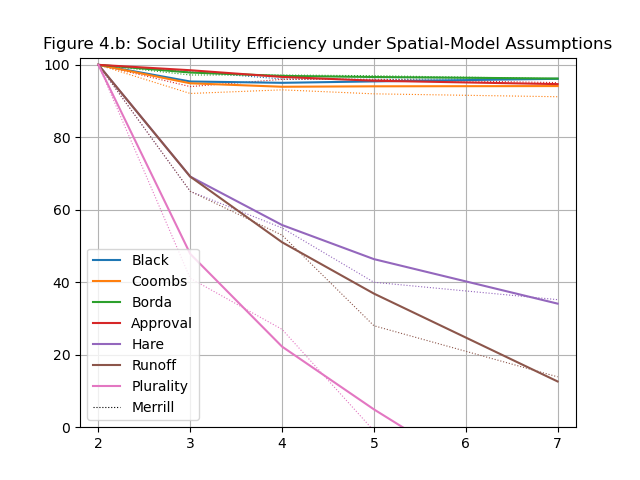 Figure 4.b: Social Utility Efficiency under Spatial-Model Assumptions
100
80
60
40
20
0
Black
Coombs
Borda
Approval
Hare
Runoff
Plurality
Merrill
2 3 4 5 6 7